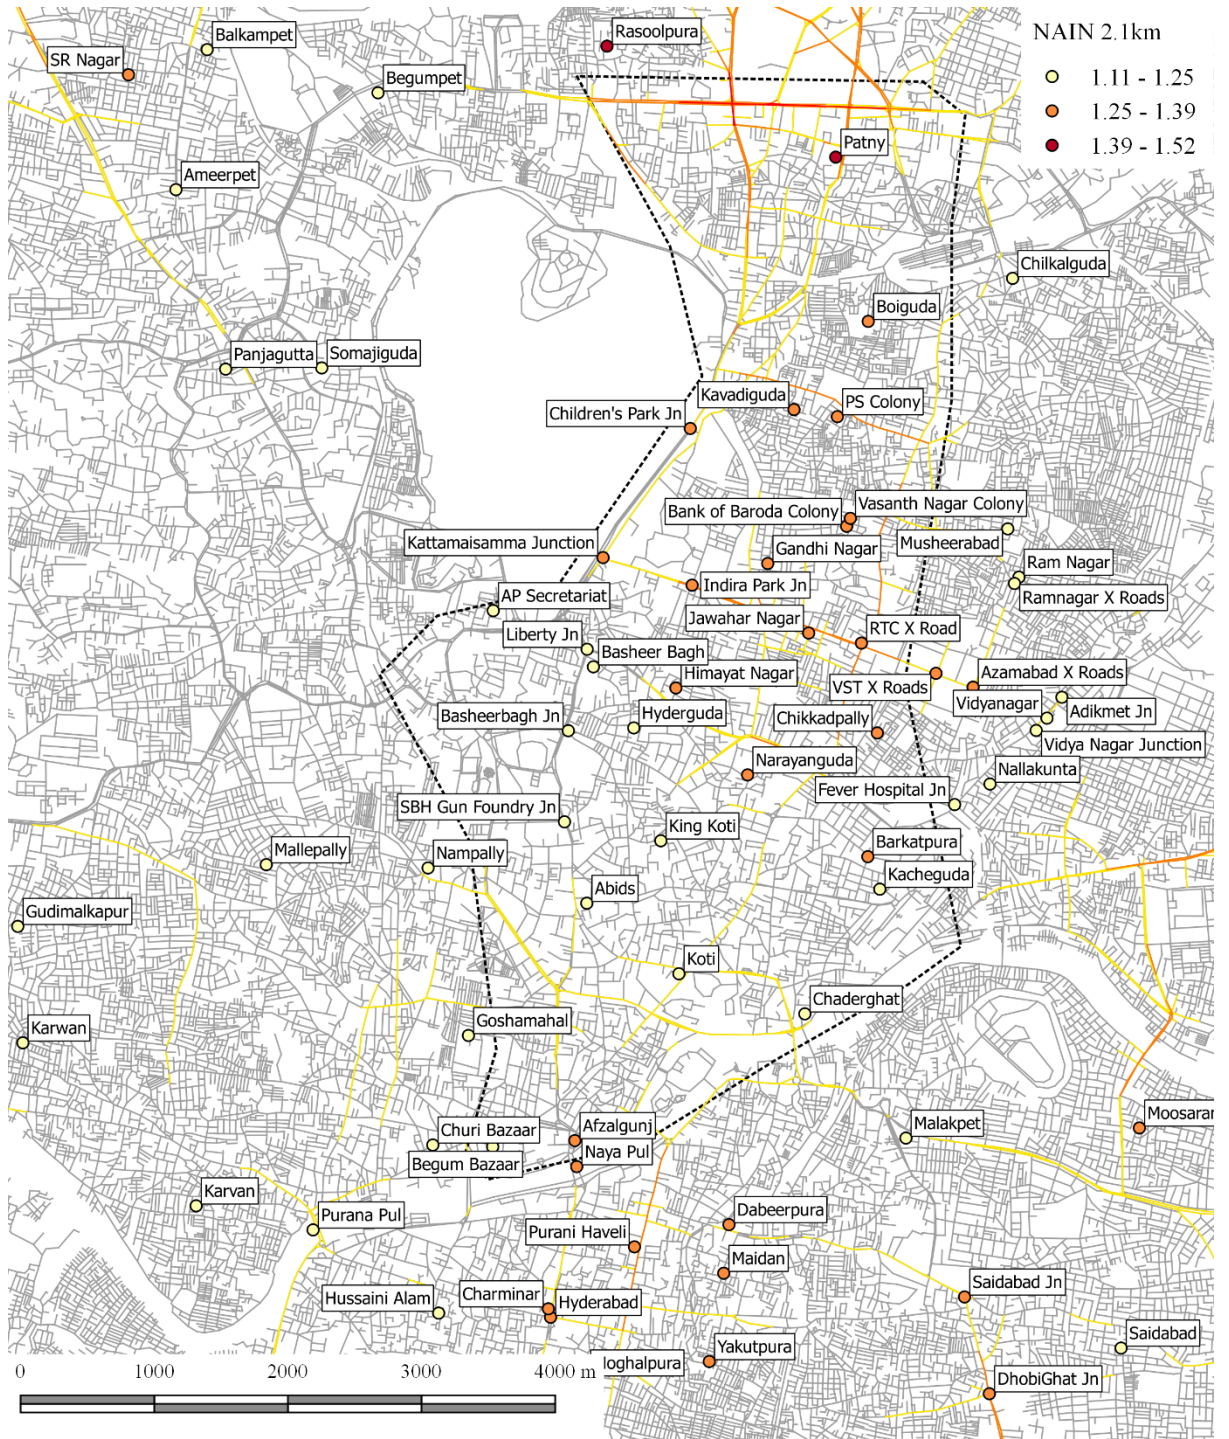 Rasoolpura
NAIN 2.1km
Balkampet
SR Nagar
Begumpet
1.11 - 1.25
1.25 - 1.39
1.39 - 1.52
Patny
Ameerpet
Chilkalguda
Boiguda
Panjagutta
Somajiguda
Kavadiguda
PS Colony
Children's Park Jn
Vasanth Nagar Colony
Bank of Baroda Colony
Kattamaisamma Junction
Gandhi Nagar
Musheerabad
Ram Nagar
Indira Park Jn
AP Secretariat
Ramnagar X Roads
Jawahar Nagar
RTC X Road
Liberty Jn
Basheer Bagh
Himayat Nagar
VST X Roads
Azamabad X Roads
Vidyanagar
Adikmet Jn
Basheerbagh Jn
Hyderguda
Chikkadpally
Vidya Nagar Junction
Narayanguda
Nallakunta
Fever Hospital Jn
SBH Gun Foundry Jn
King Koti
Mallepally
Nampally
Barkatpura
Kacheguda
Abids
Gudimalkapur
Koti
Chaderghat
Goshamahal
Karwan
Afzalgunj
Moosaran
Churi Bazaar
Malakpet
Naya Pul
Begum Bazaar
Karvan
Purana Pul
Dabeerpura
Purani Haveli
Maidan
Saidabad Jn
Charminar
Hyderabad
Hussaini Alam
Saidabad
Yakutpura
loghalpura
0 1000 2000 3000 4000 m
DhobiGhat Jn